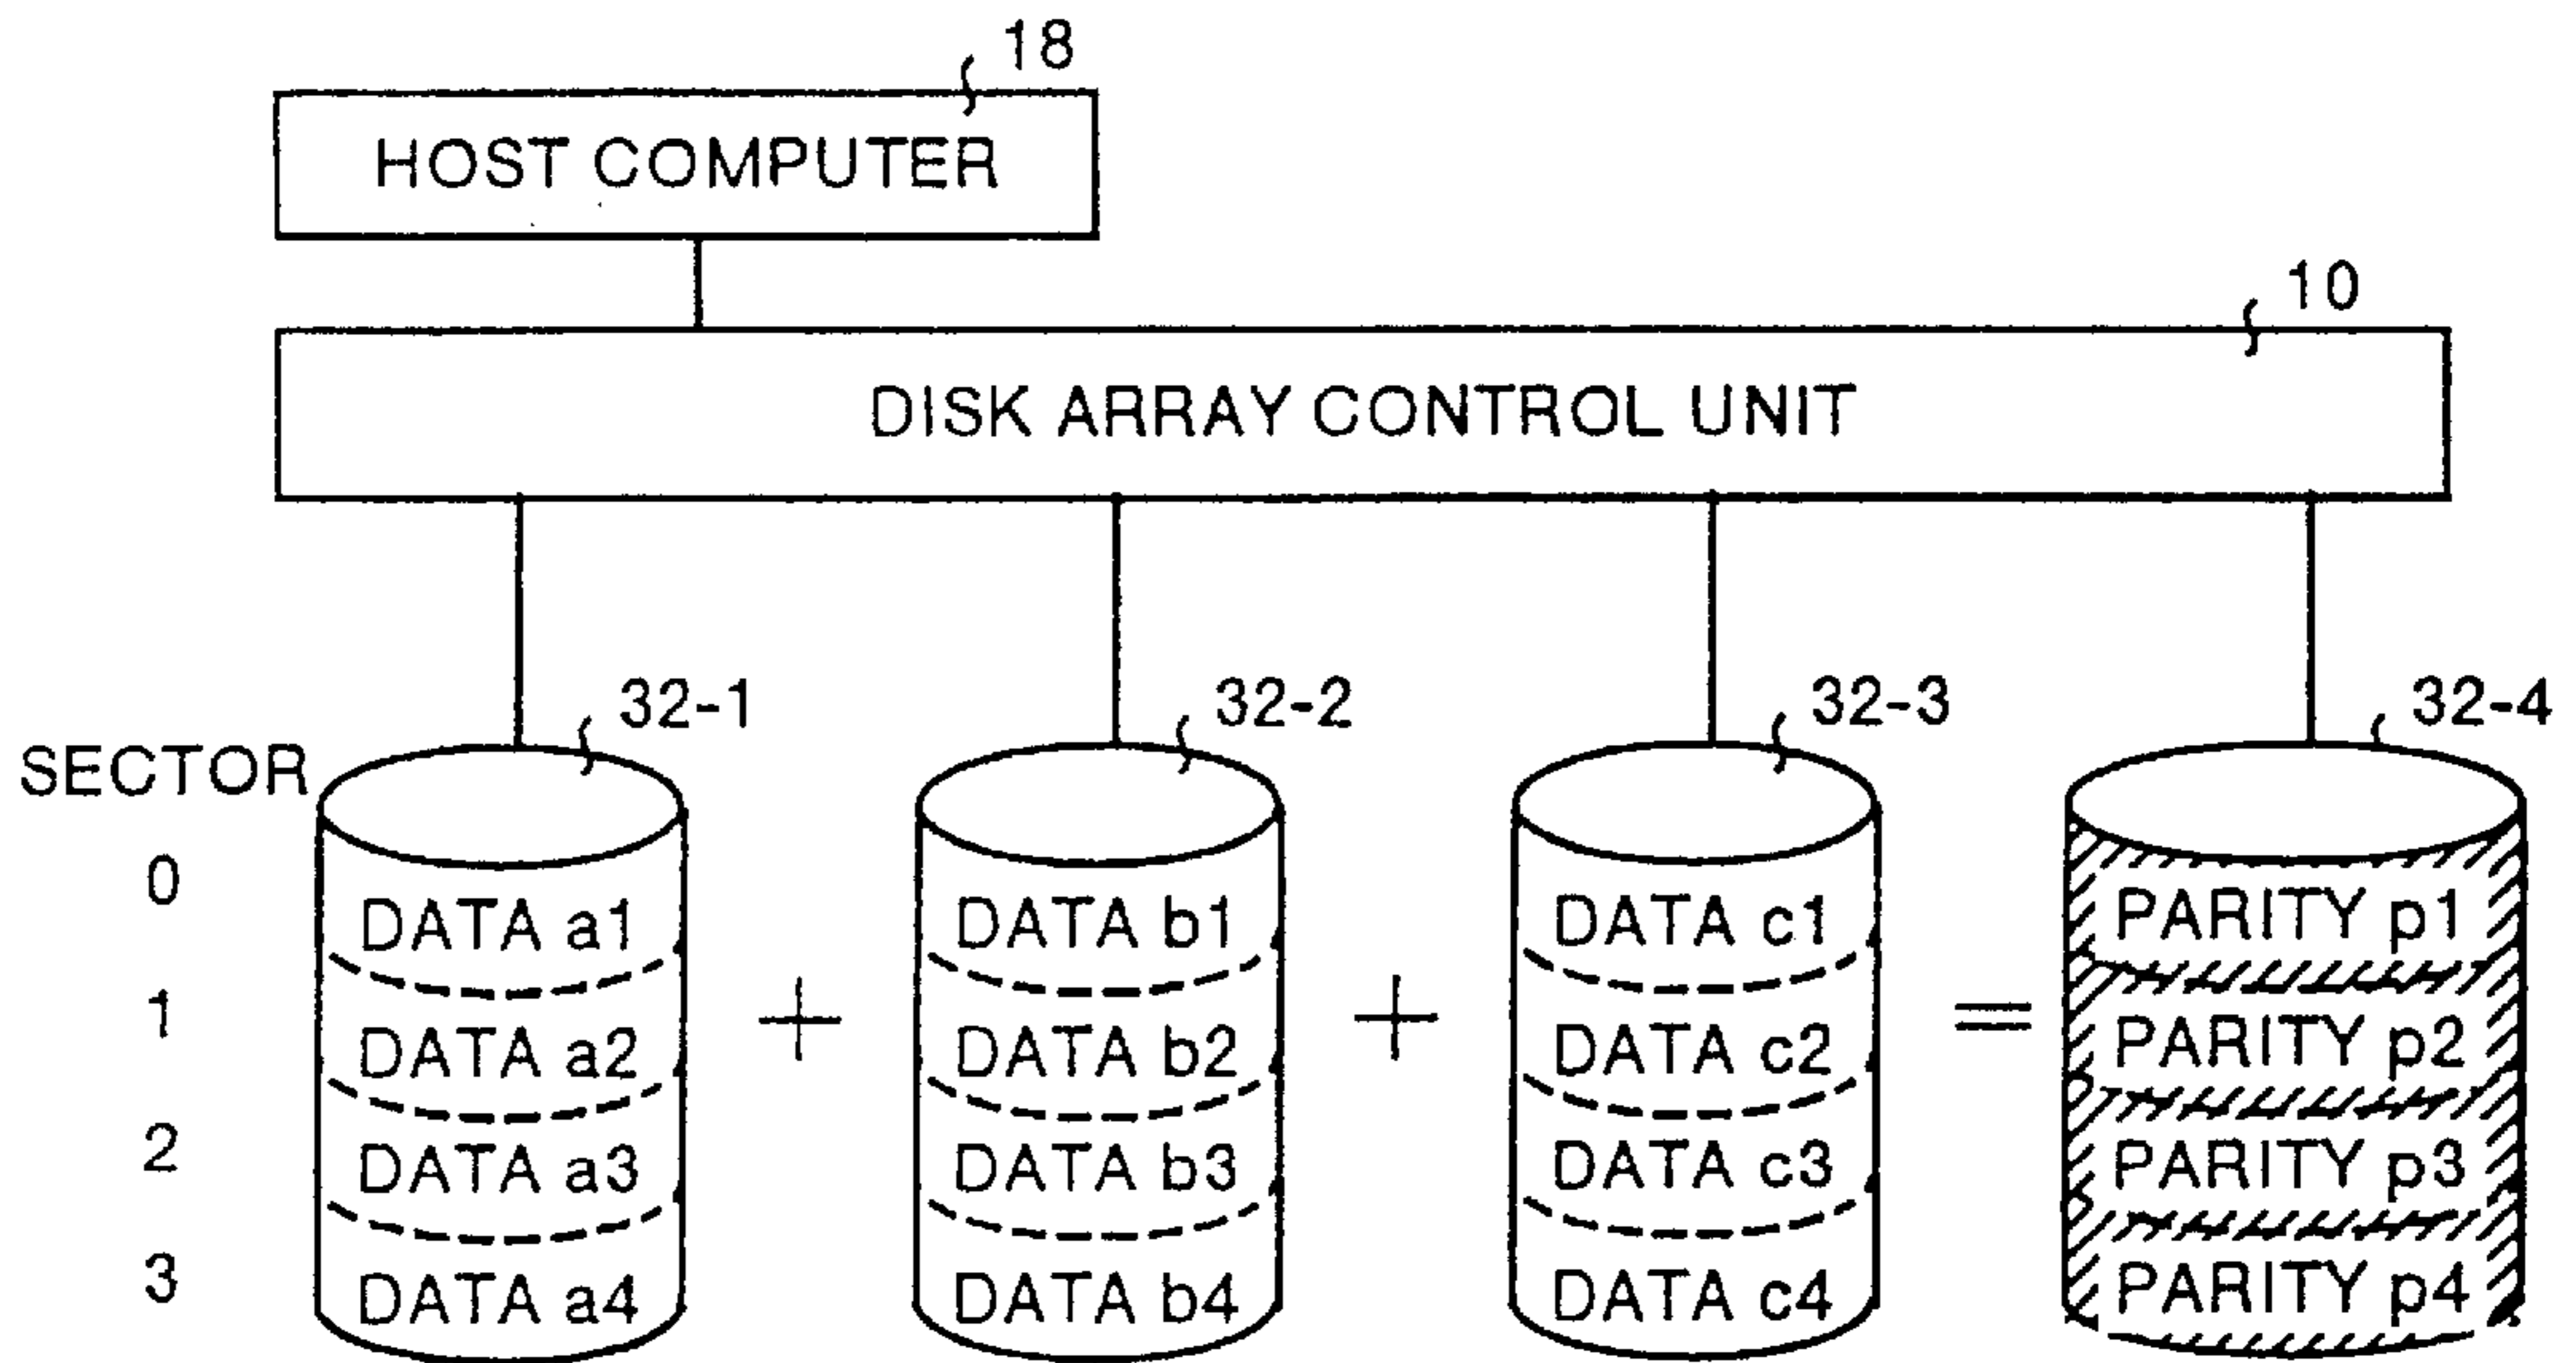 18
HOST COMPUTER
10
DISK ARRAY CONTROL UNIT
32-1 32-2 32-3 32-4
SECTOR
0 DATA a1 DATA b1 DATA c1 PARITY p1
1 DATA a2 + DATA b2 + DATA c2 = PARITY p2
2 DATA a3 DATA b3 DATA c3 PARITY p3
3 DATA a4 DATA b4 DATA c4 PARITY p4